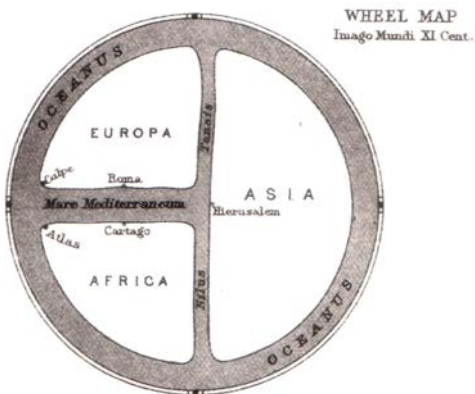 WHEEL MAP
Imago Mundi XI Cent.
OCEANUS
EUROPA
Tanais
Calpe
Roma
ASIA
Mare Mediterraneum
Hierusalem
Atlas
Cartago
AFRICA
Nilus
OCEANUS